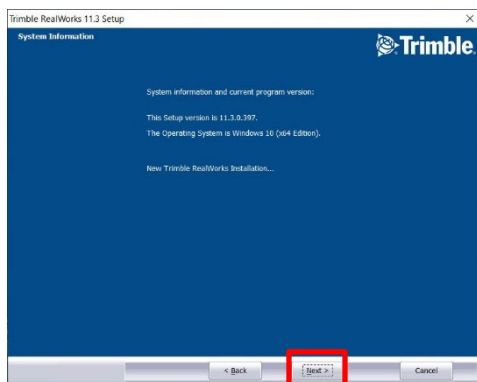 Trimble RealWorks 11.3 Setup
System Information
Trimble.
System information and current program version:
This Setup version is 11.3.0.397.
The Operating System is Windows 10 (x64 Edition).
New Trimble RealWorks Installation...
< Back
Next >
Cancel